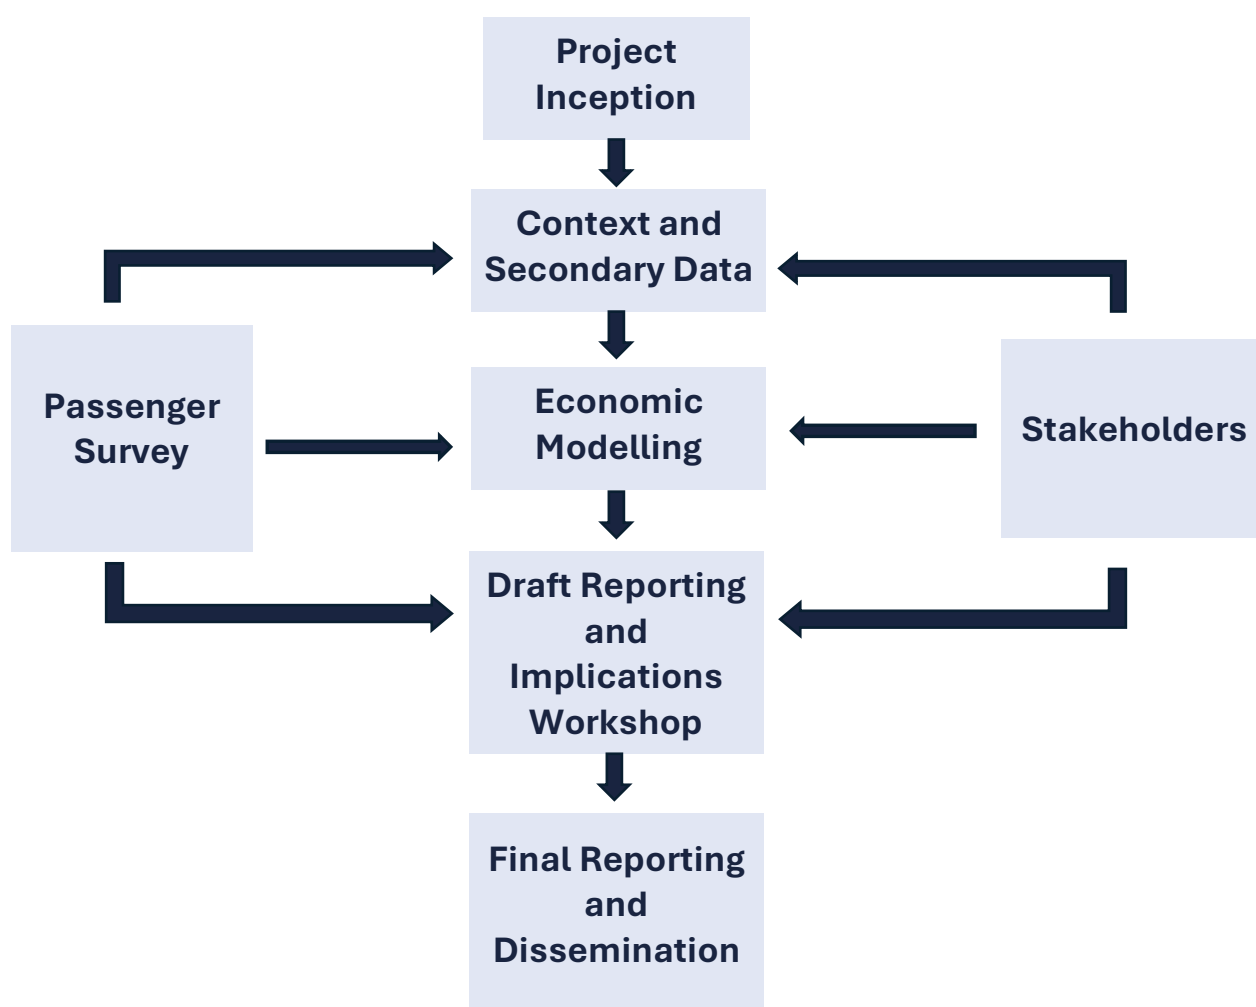 Project
Inception
Context and
Secondary Data
Passenger
Survey
Economic
Modelling
Stakeholders
Draft Reporting
and
Implications
Workshop
Final Reporting
and
Dissemination